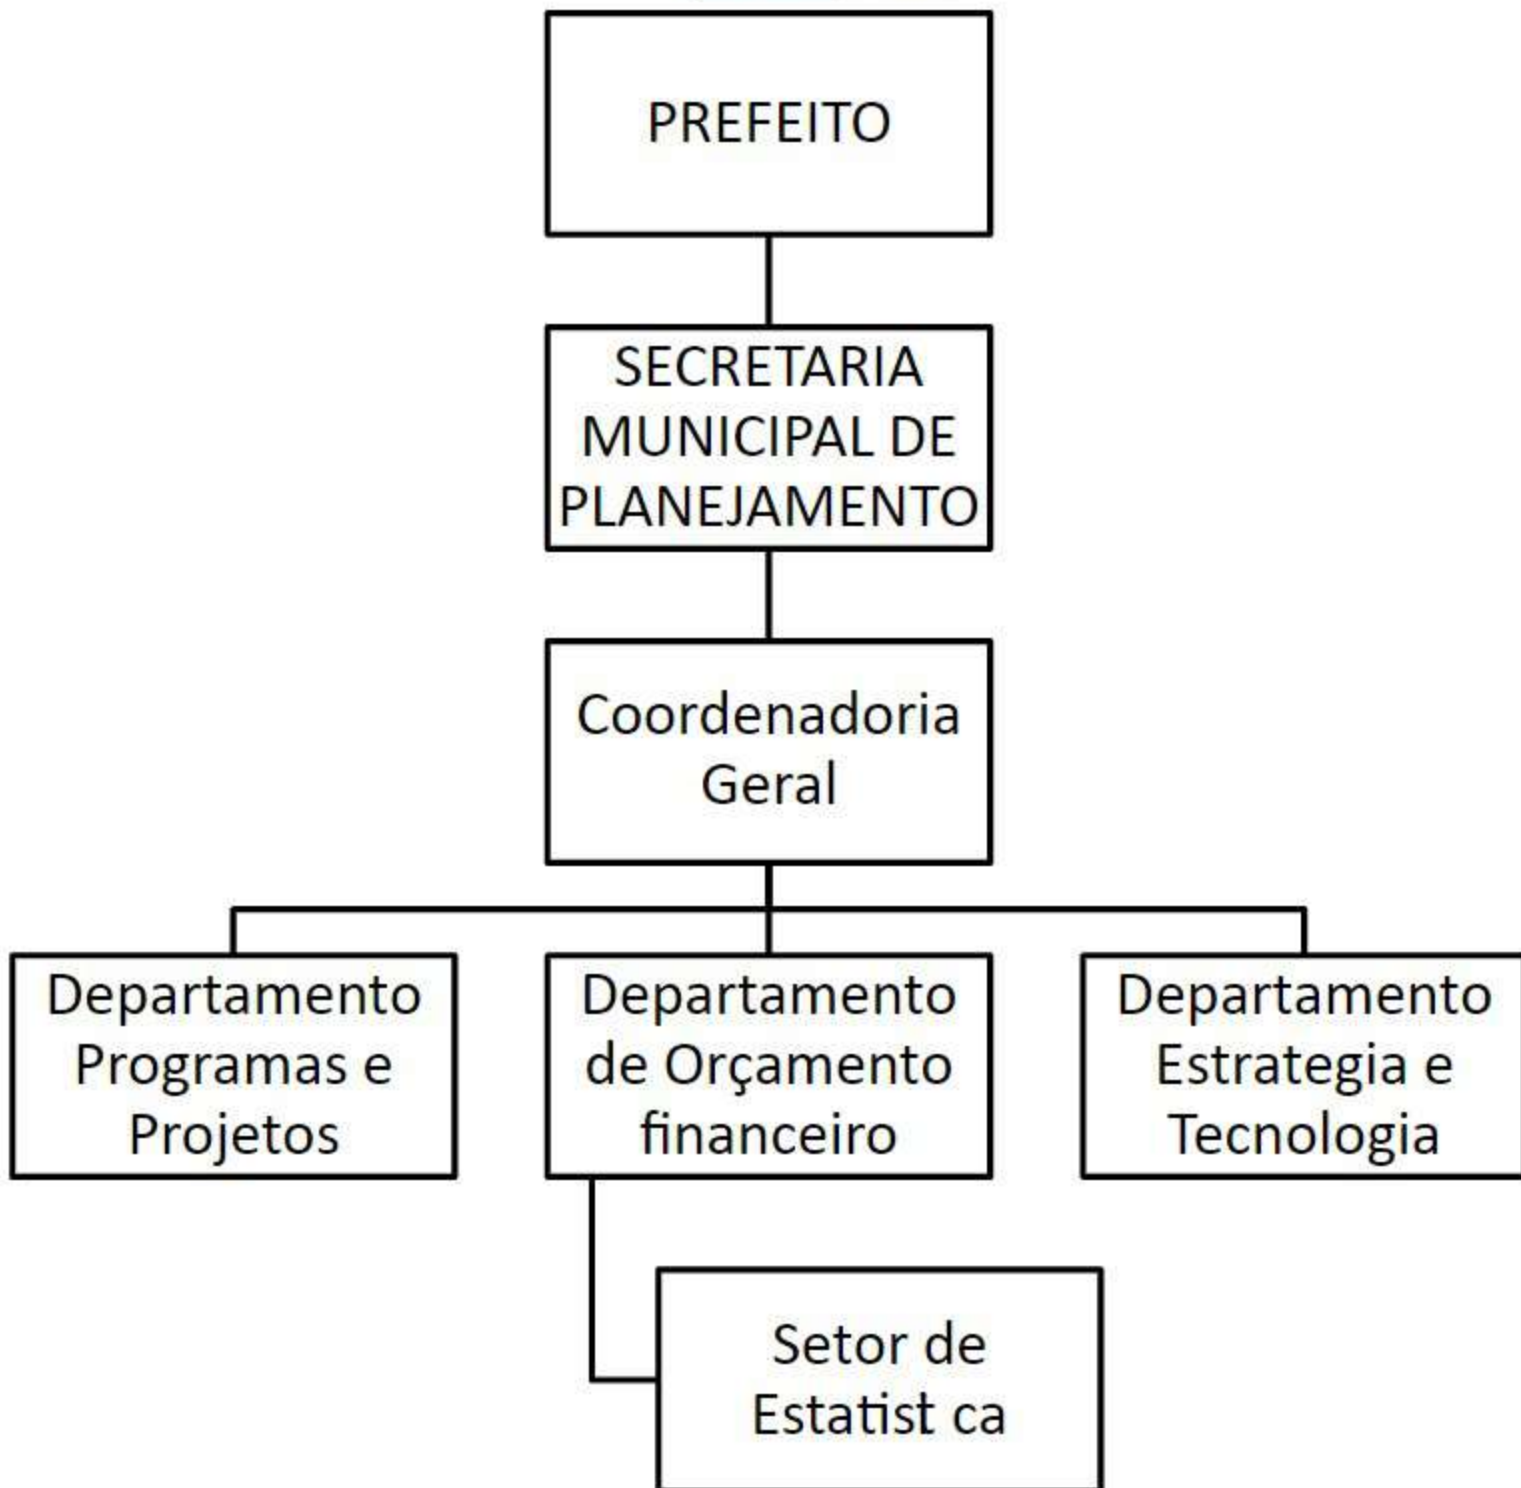 PREFEITO
SECRETARIA
MUNICIPAL DE
PLANEJAMENTO
Coordenadoria
Geral
Departamento
Programas e
Projetos
Departamento
de Orçamento
financeiro
Departamento
Estrategia e
Tecnologia
Setor de
Estatist ca